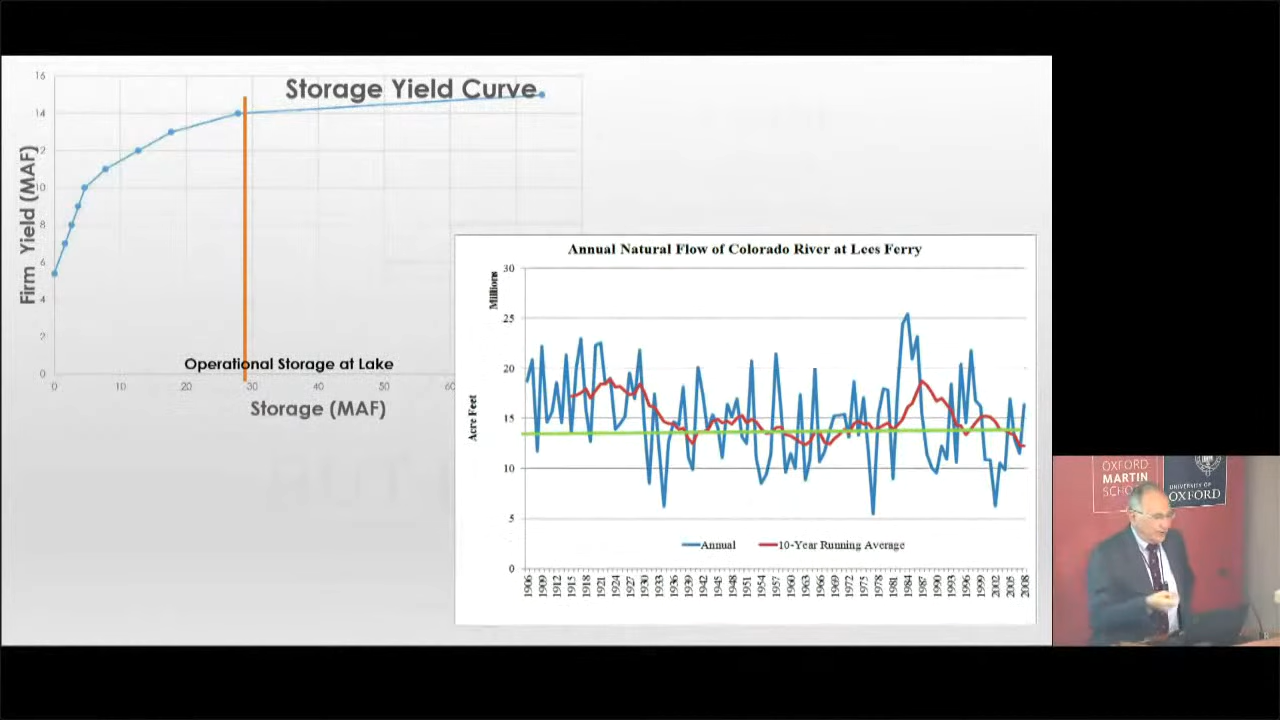 Storage Yield Curve
Firm Yield (MAF)
16
14
12
10
8
6
4
2
0
0 10 20 30 40 50 60
Operational Storage at Lake
Storage (MAF)
Annual Natural Flow of Colorado River at Lees Ferry
Millions
Acre Feet
30
25
20
15
10
5
0
Annual
10-Year Running Average
1906 1909 1912 1915 1918 1921 1924 1927 1930 1933 1936 1939 1942 1945 1948 1951 1954 1957 1960 1963 1966 1969 1972 1975 1978 1981 1984 1987 1990 1993 1996 1999 2002 2005 2008
OXFORD
MARTIN
SCHOOL
UNIVERSITY OF
OXFORD